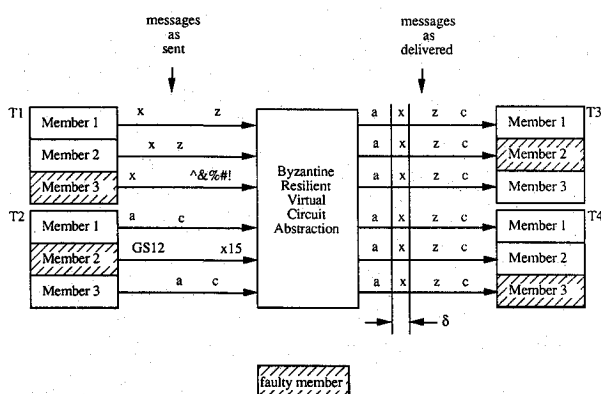 messages
as
sent
messages
as
delivered
T1
Member 1
x z
Member 2
x z
Member 3
x ^&%#!
T2
Member 1
a c
Member 2
GS12 x15
Member 3
a c
Byzantine
Resilient
Virtual
Circuit
Abstraction
a x z c
a x z c
a x z c
a x z c
a x z c
a x z c
T3
Member 1
Member 2
Member 3
T4
Member 1
Member 2
Member 3
δ
faulty member